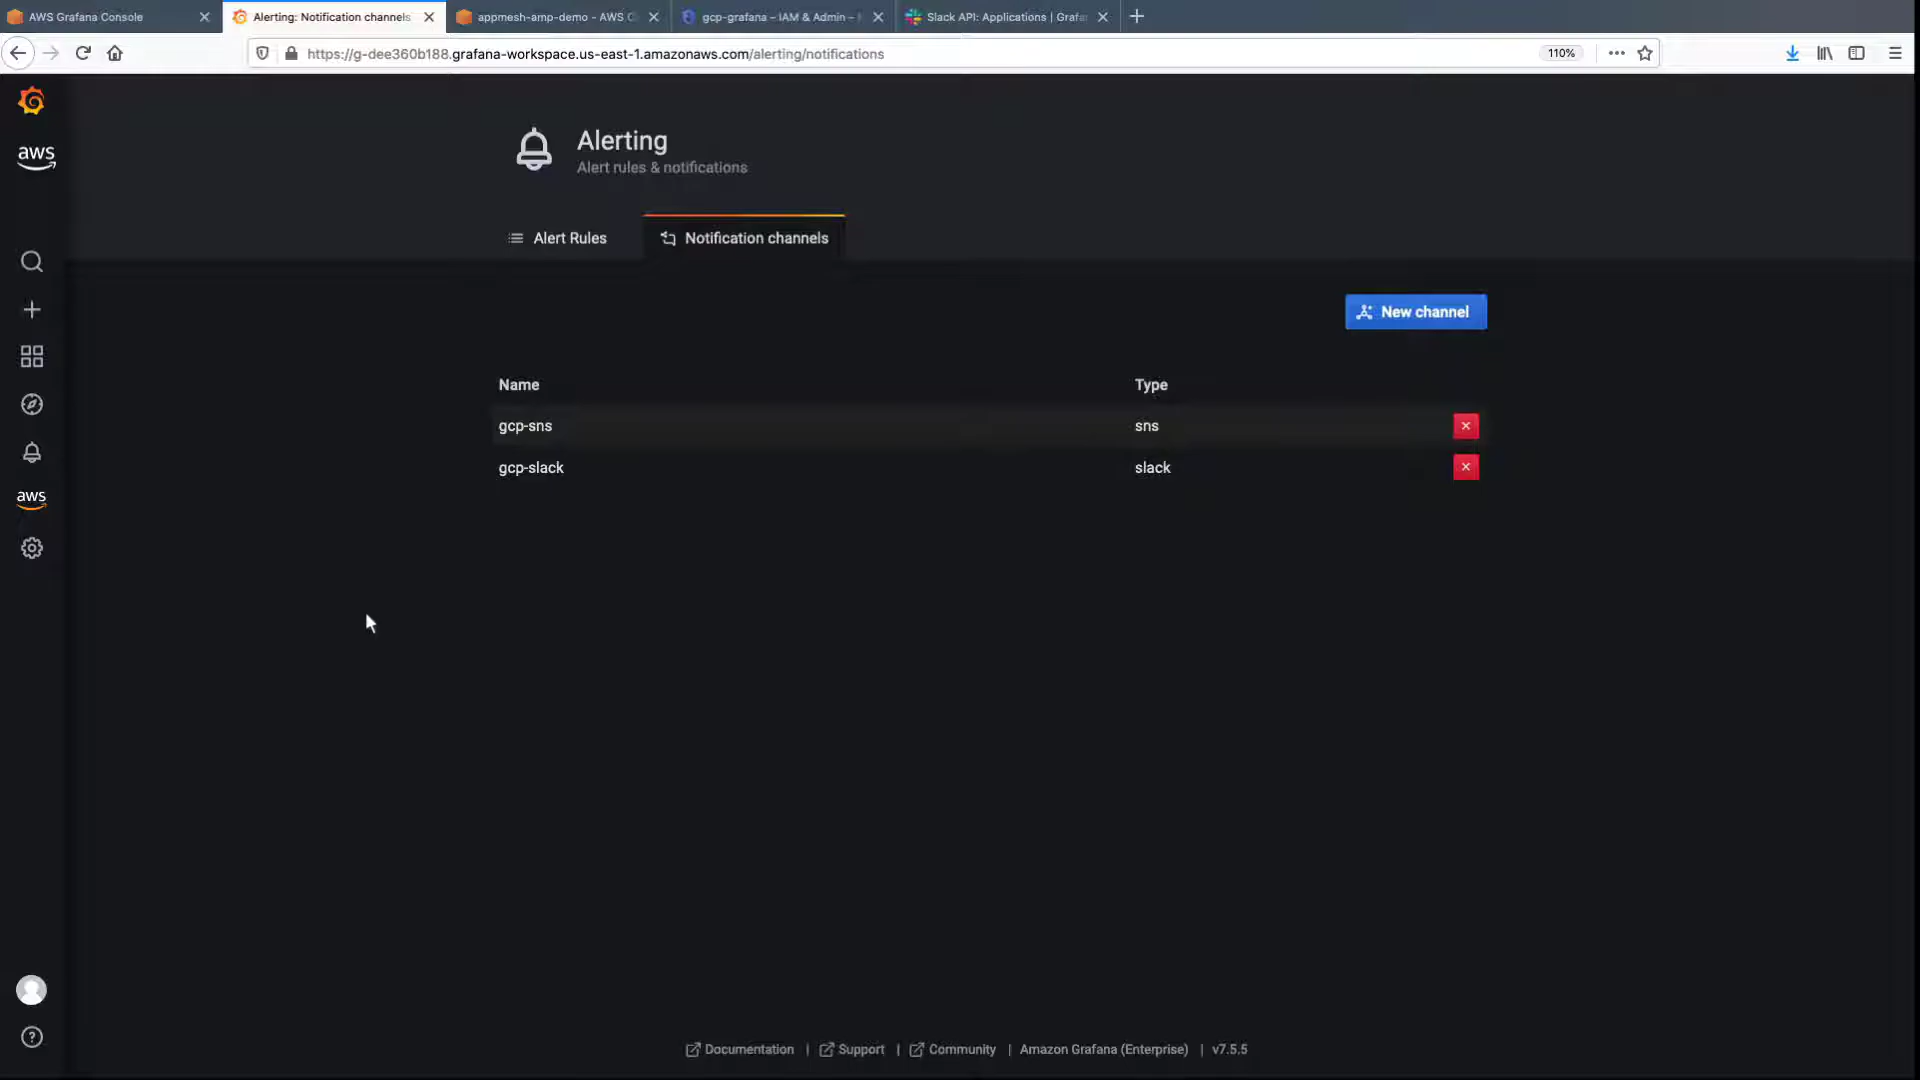 AWS Grafana Console
Alerting: Notification channels
appmesh-amp-demo - AWS C
gcp-grafana – IAM & Admin –
Slack API: Applications | Grafa
https://g-dee360b188.grafana-workspace.us-east-1.amazonaws.com/alerting/notifications
110%
aws
Alerting
Alert rules & notifications
Alert Rules
Notification channels
New channel
Name Type
gcp-sns sns
gcp-slack slack
aws
Documentation | Support | Community | Amazon Grafana (Enterprise) | v7.5.5